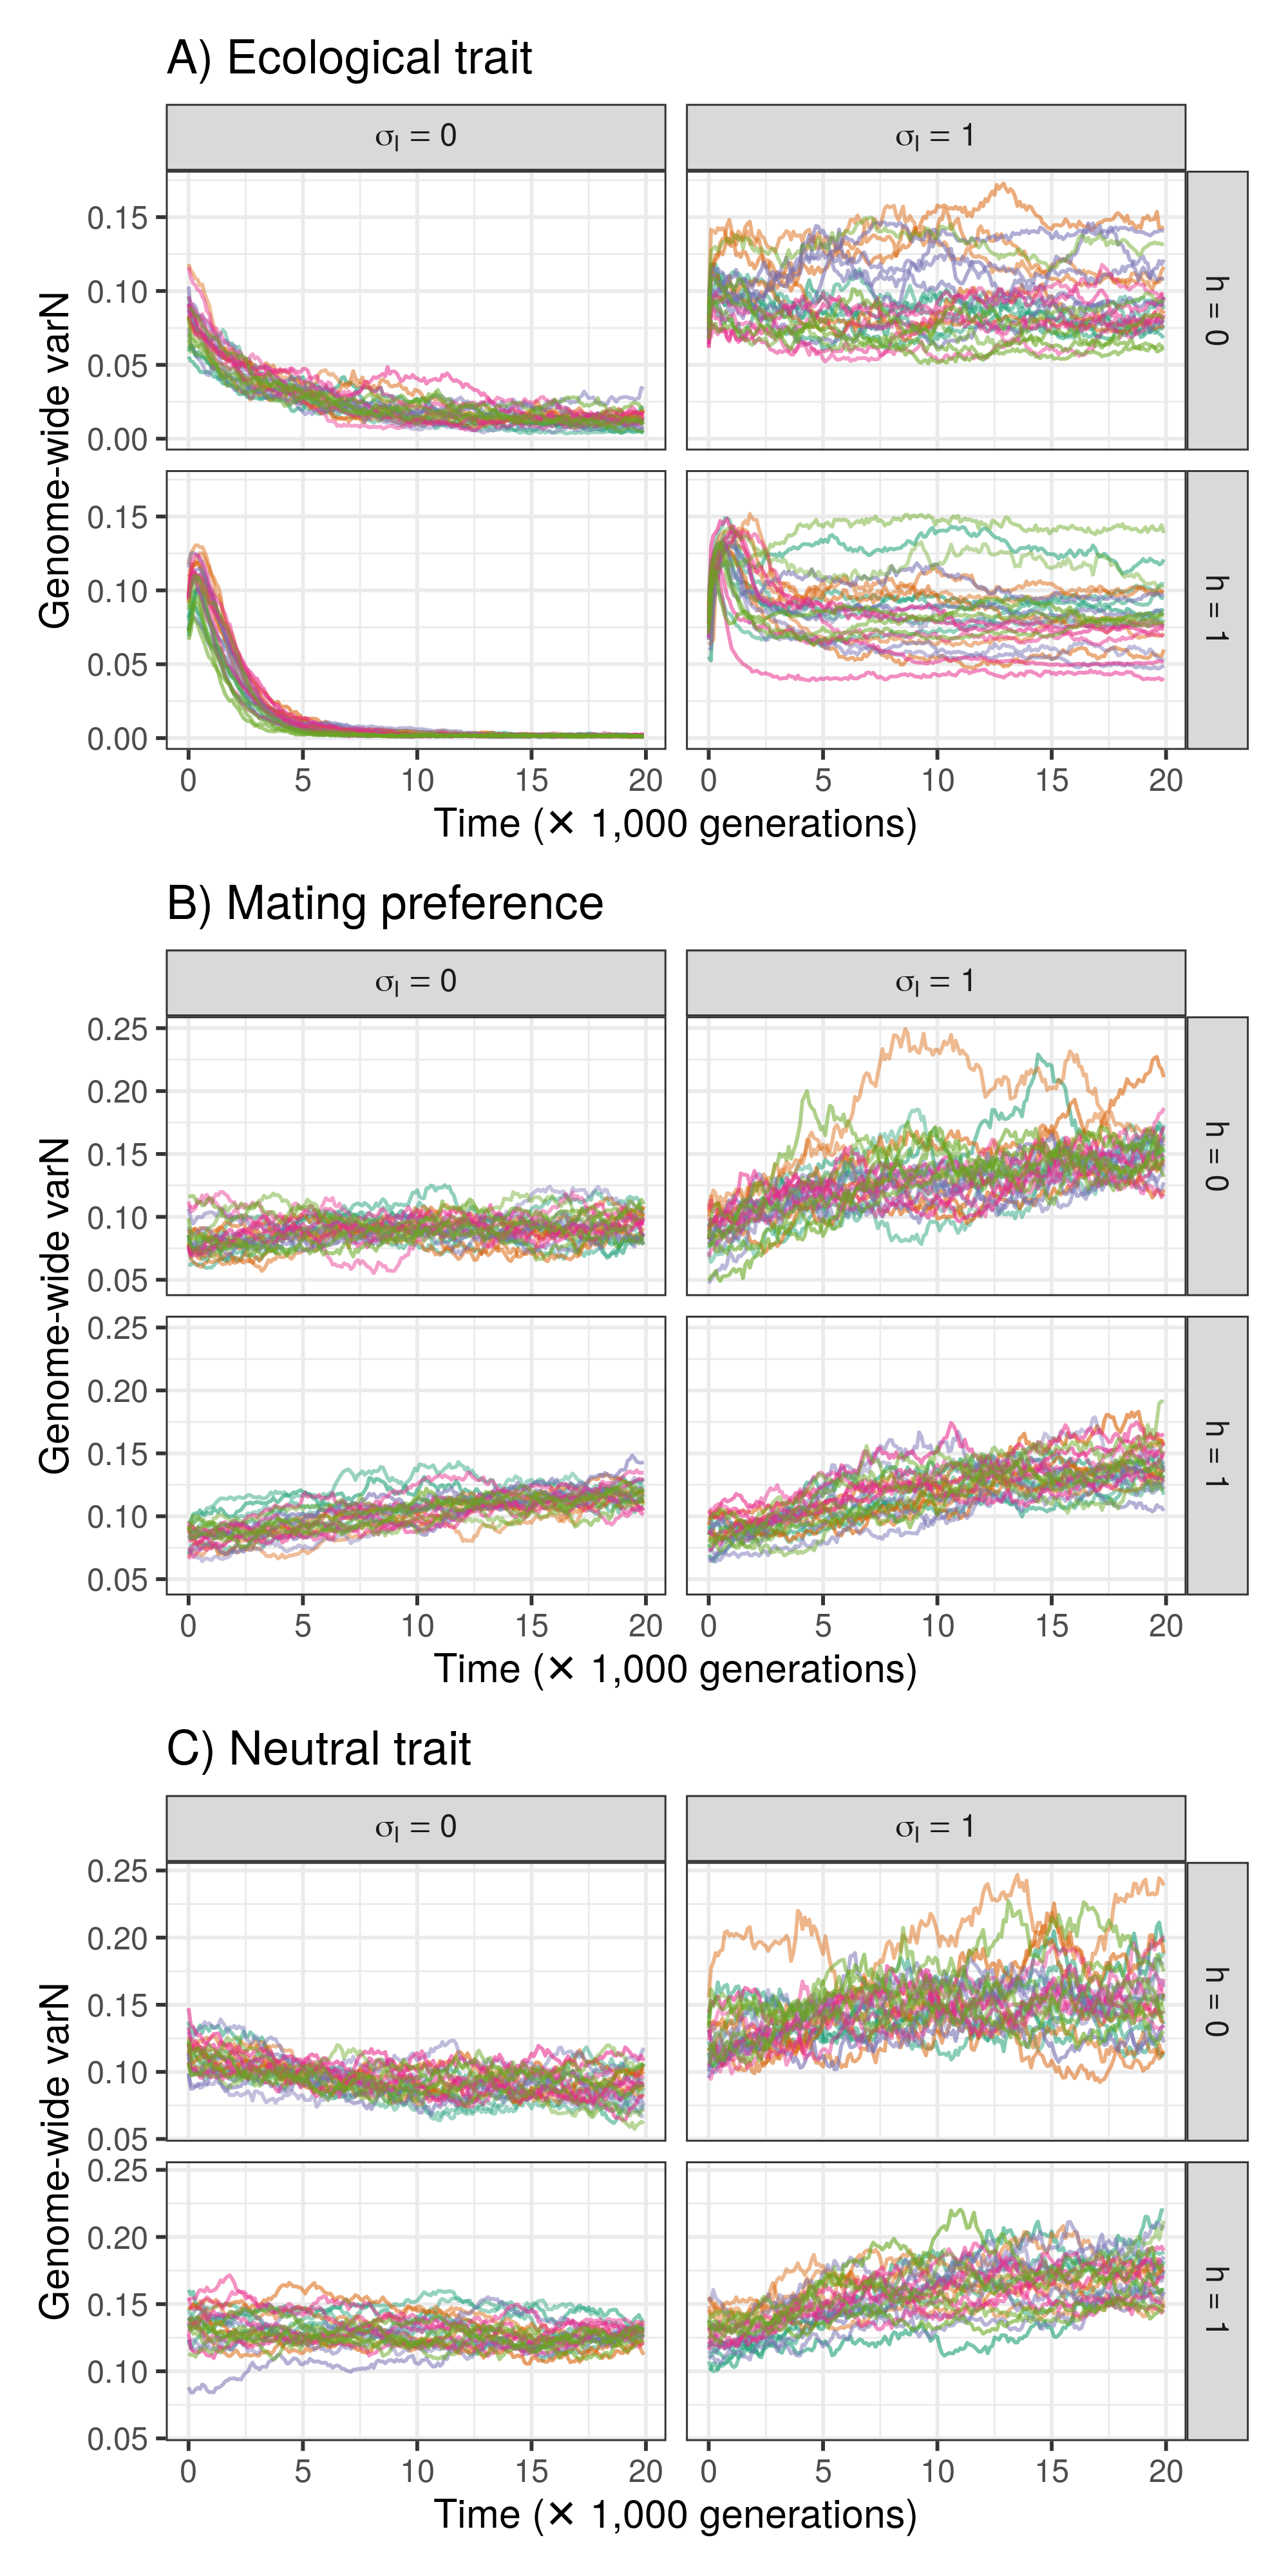 A) Ecological trait
σI = 0
σI = 1
0.15
0.10
0.05
0.00
h = 0
0.15
0.10
0.05
0.00
h = 1
Genome-wide varN
0 5 10 15 20 0 5 10 15 20
Time (× 1,000 generations)
B) Mating preference
σI = 0
σI = 1
0.25
0.20
0.15
0.10
0.05
h = 0
0.25
0.20
0.15
0.10
0.05
h = 1
Genome-wide varN
0 5 10 15 20 0 5 10 15 20
Time (× 1,000 generations)
C) Neutral trait
σI = 0
σI = 1
0.25
0.20
0.15
0.10
0.05
h = 0
0.25
0.20
0.15
0.10
0.05
h = 1
Genome-wide varN
0 5 10 15 20 0 5 10 15 20
Time (× 1,000 generations)